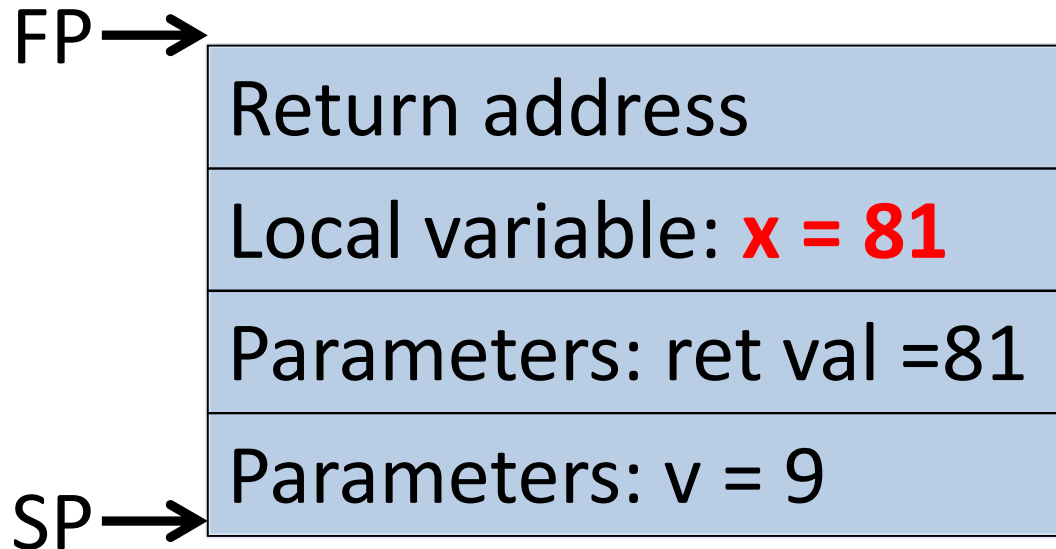 FP
Return address
Local variable: x = 81
Parameters: ret val =81
Parameters: v = 9
SP